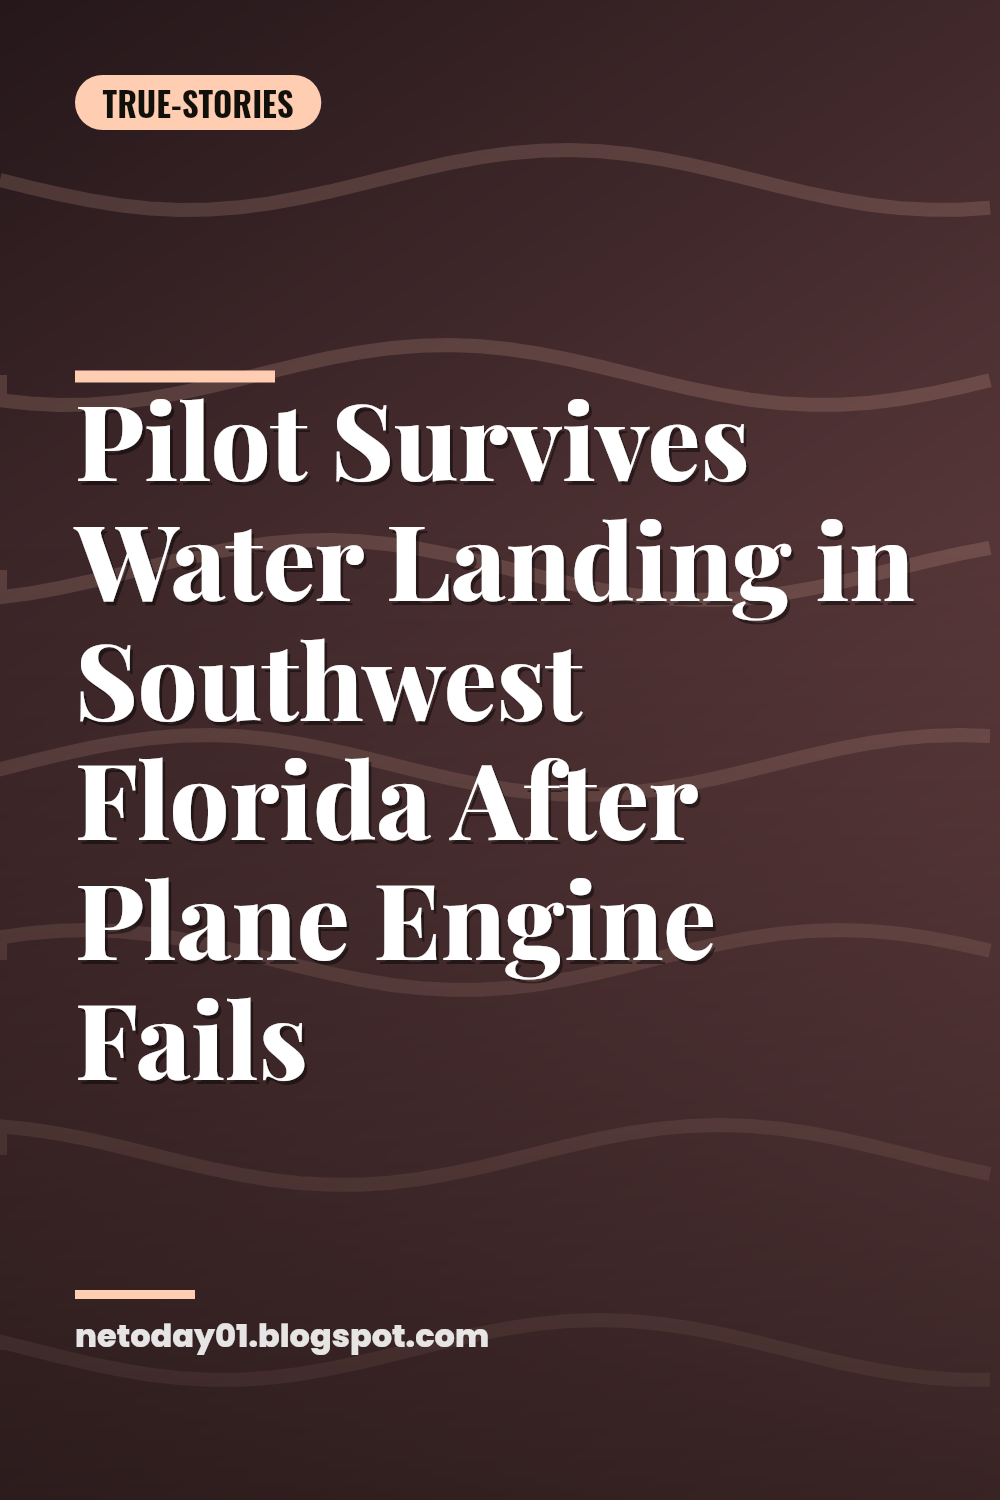 TRUE-STORIES
Pilot Survives
Water Landing in
Southwest
Florida After
Plane Engine
Fails
netoday01.blogspot.com